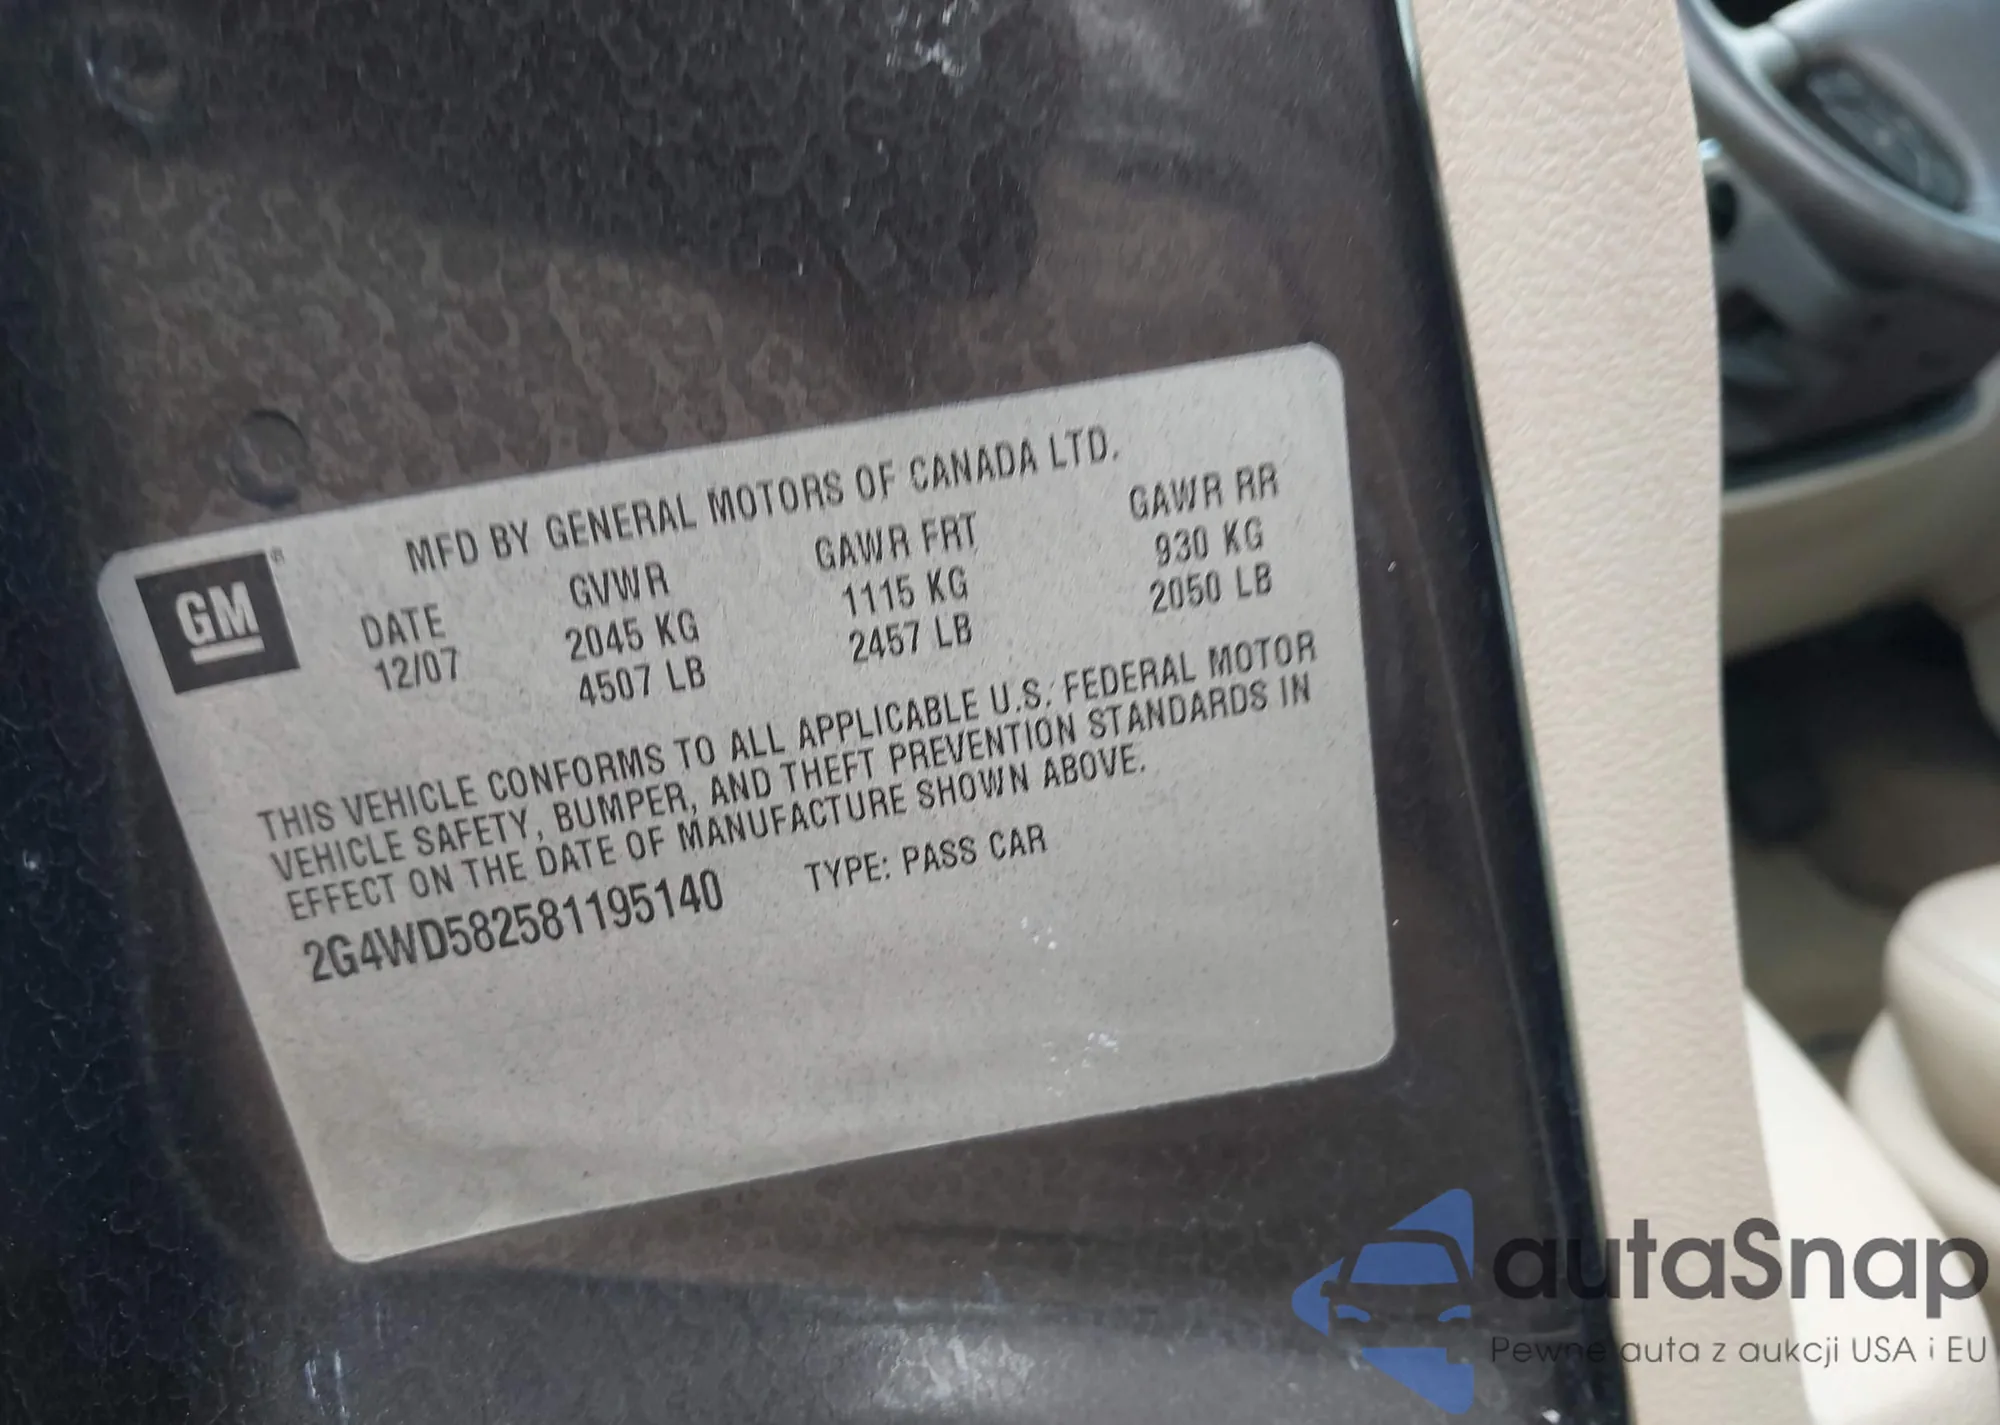 MFD BY GENERAL MOTORS OF CANADA LTD.
GM®
DATE GVWR GAWR FRT GAWR RR
12/07 2045 KG 1115 KG 930 KG
4507 LB 2457 LB 2050 LB
THIS VEHICLE CONFORMS TO ALL APPLICABLE U.S. FEDERAL MOTOR
VEHICLE SAFETY, BUMPER, AND THEFT PREVENTION STANDARDS IN
EFFECT ON THE DATE OF MANUFACTURE SHOWN ABOVE.
2G4WD582581195140 TYPE: PASS CAR
autaSnap
Pewne auta z aukcji USA i EU